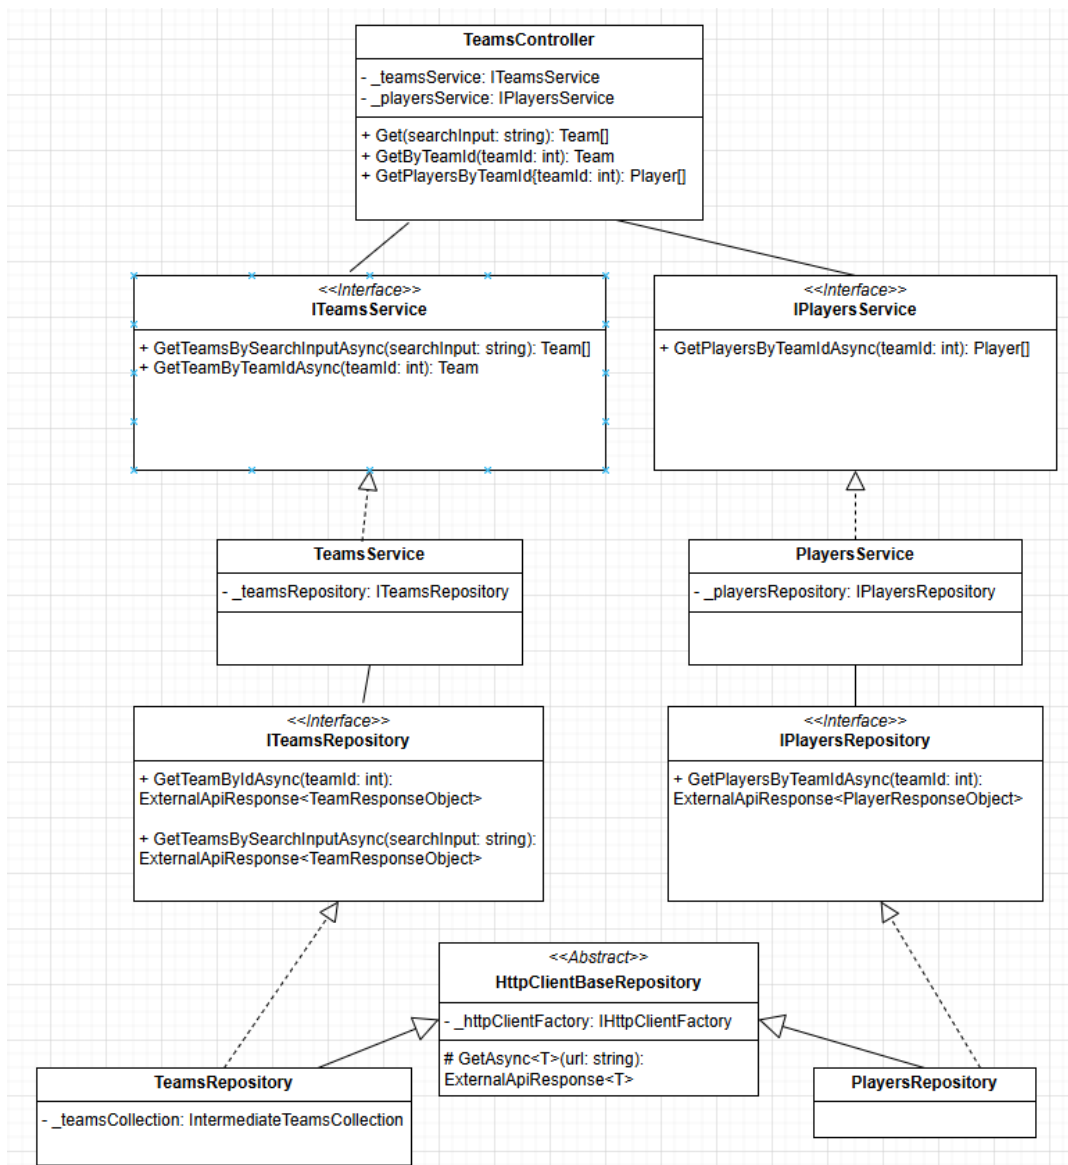 TeamsController
- _teamsService: ITeamsService
- _playersService: IPlayersService
+ Get(searchInput: string): Team[]
+ GetByTeamId(teamId: int): Team
+ GetPlayersByTeamId{teamId: int): Player[]
<<Interface>>
ITeamsService
+ GetTeamsBySearchInputAsync(searchInput: string): Team[]
+ GetTeamByTeamIdAsync(teamId: int): Team
<<Interface>>
IPlayersService
+ GetPlayersByTeamIdAsync(teamId: int): Player[]
TeamsService
- _teamsRepository: ITeamsRepository
PlayersService
- _playersRepository: IPlayersRepository
<<Interface>>
ITeamsRepository
+ GetTeamByIdAsync(teamId: int):
ExternalApiResponse<TeamResponseObject>
+ GetTeamsBySearchInputAsync(searchInput: string):
ExternalApiResponse<TeamResponseObject>
<<Interface>>
IPlayersRepository
+ GetPlayersByTeamIdAsync(teamId: int):
ExternalApiResponse<PlayerResponseObject>
<<Abstract>>
HttpClientBaseRepository
- _httpClientFactory: IHttpClientFactory
# GetAsync<T>(url: string):
ExternalApiResponse<T>
TeamsRepository
- _teamsCollection: IntermediateTeamsCollection
PlayersRepository